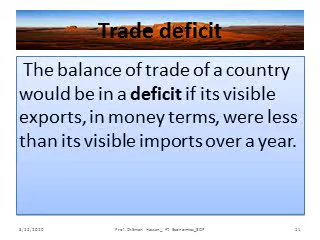 Trade deficit
The balance of trade of a country
would be in a deficit if its visible
exports, in money terms, were less
than its visible imports over a year.
11